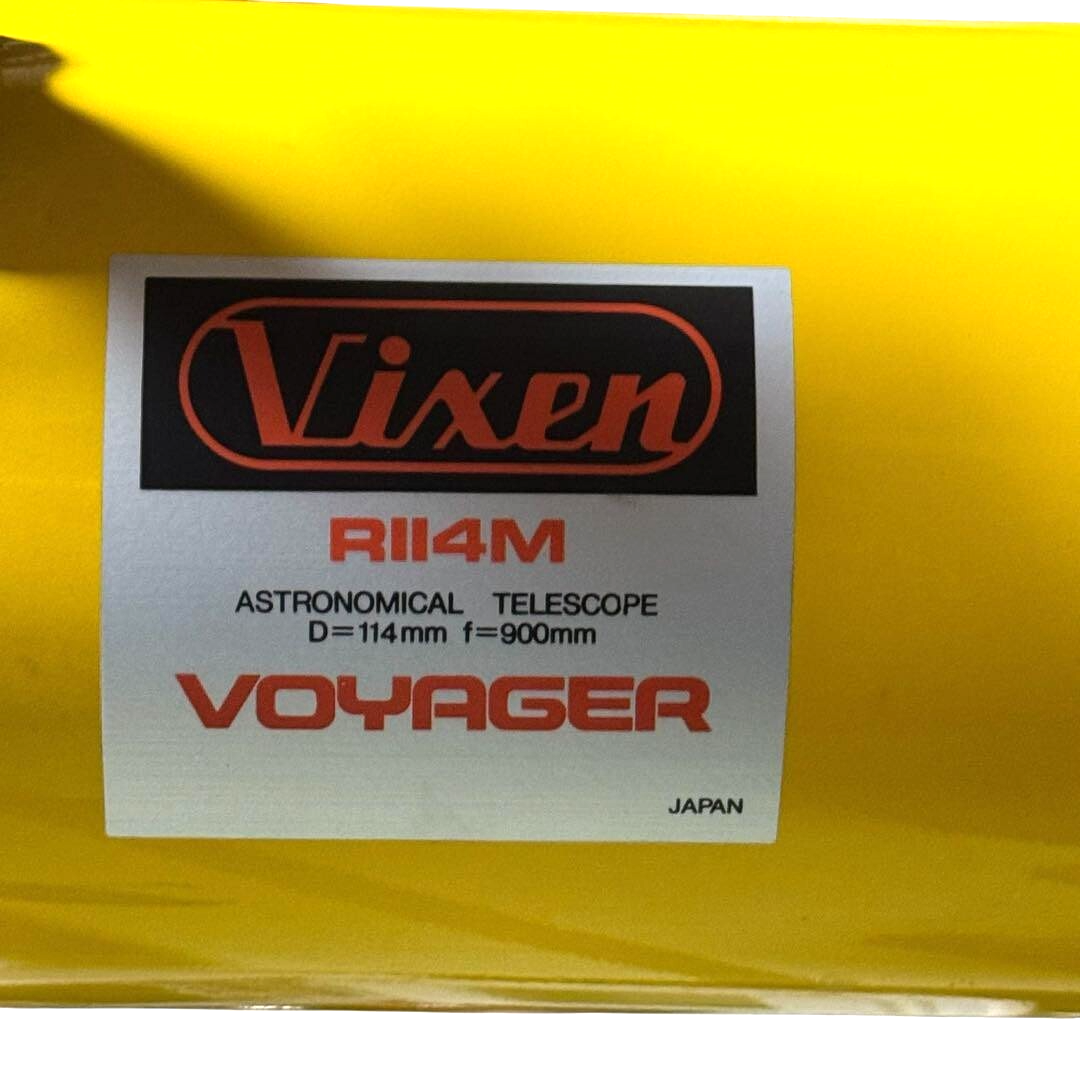 Vixen
R114M
ASTRONOMICAL TELESCOPE
D=114mm f=900mm
VOYAGER
JAPAN